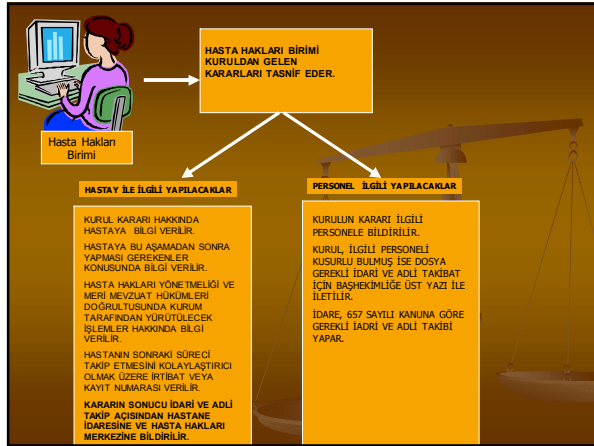 HASTA HAKLARI BİRİMİ
KURULDAN GELEN
KARARLARI TASNİF EDER.
Hasta Hakları
Birimi
HASTAY İLE İLGİLİ YAPILACAKLAR
KURUL KARARI HAKKINDA
HASTAYA BİLGİ VERİLİR.
HASTAYA BU AŞAMADAN SONRA
YAPMASI GEREKENLER
KONUSUNDA BİLGİ VERİLİR.
HASTA HAKLARI YÖNETMELİĞİ VE
MERİ MEVZUAT HÜKÜMLERİ
DOĞRULTUSUNDA KURUM
TARAFINDAN YÜRÜTÜLECEK
İŞLEMLER HAKKINDA BİLGİ
VERİLİR.
HASTANIN SONRAKİ SÜRECİ
TAKİP ETMESİNİ KOLAYLAŞTIRICI
OLMAK ÜZERE İRTİBAT VEYA
KAYIT NUMARASI VERİLİR.
KARARIN SONUCU İDARİ VE ADLİ
TAKİP AÇISINDAN HASTANE
İDARESİNE VE HASTA HAKLARI
MERKEZİNE BİLDİRİLİR.
PERSONEL İLGİLİ YAPILACAKLAR
KURULUN KARARI İLGİLİ
PERSONELE BİLDİRİLİR.
KURUL, İLGİLİ PERSONELİ
KUSURLU BULMUŞ İSE DOSYA
GEREKLİ İDARİ VE ADLİ TAKİBAT
İÇİN BAŞHEKİMLİĞE ÜST YAZI İLE
İLETİLİR.
İDARE, 657 SAYILI KANUNA GÖRE
GEREKLİ İADRİ VE ADLİ TAKİBİ
YAPAR.